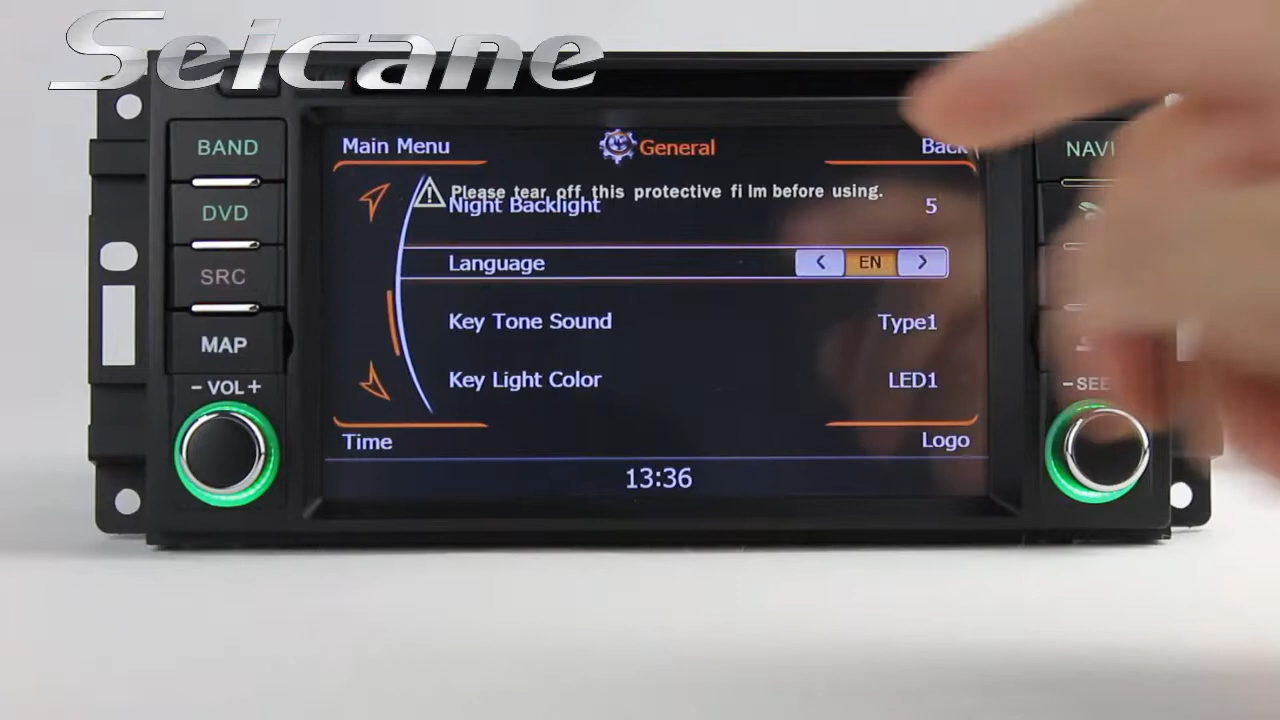 Seicane
BAND
DVD
SRC
MAP
− VOL +
Main Menu
General
Back
Please tear off this protective film before using.
Night Backlight 5
Language < EN >
Key Tone Sound Type1
Key Light Color LED1
Time
Logo
13:36
NAVI
− SEE